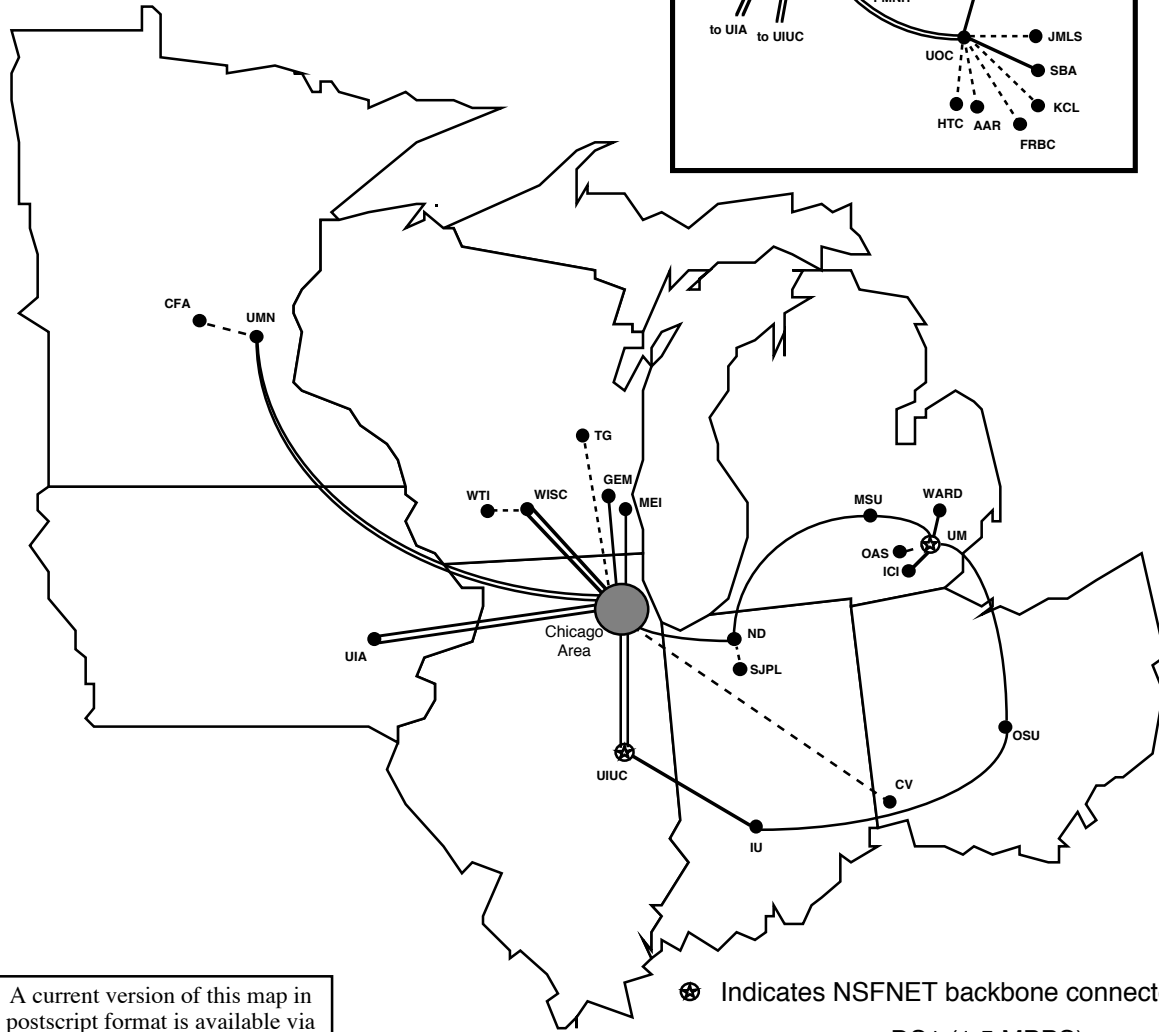 to UIA
to UIUC
UOC
JMLS
SBA
KCL
HTC
AAR
FRBC
CFA
UMN
TG
GEM
MEI
WTI
WISC
MSU
WARD
UM
OAS
ICI
Chicago
Area
UIA
ND
SJPL
UIUC
OSU
CV
IU
A current version of this map in
postscript format is available via
Indicates NSFNET backbone connect